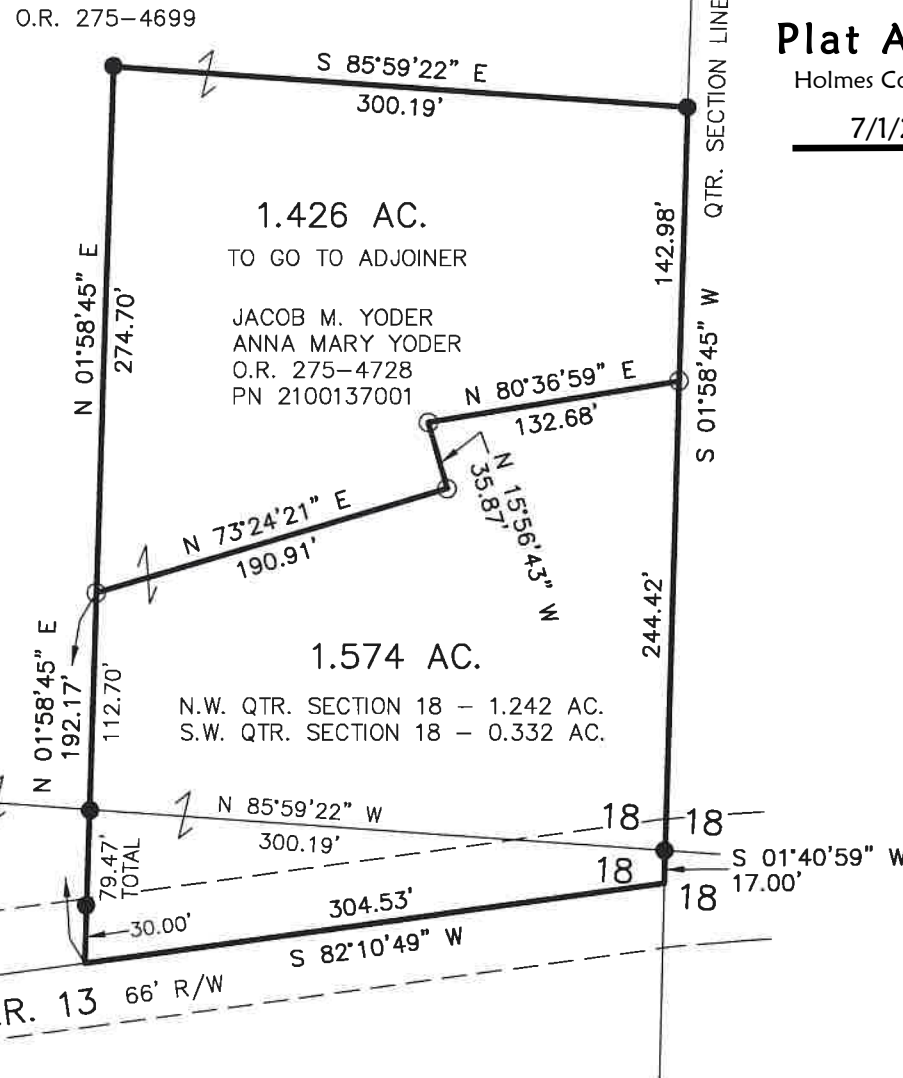 O.R. 275-4699
QTR. SECTION LINE
Plat A
Holmes Co
7/1/2
S 85°59'22" E
300.19'
1.426 AC.
TO GO TO ADJOINER
JACOB M. YODER
ANNA MARY YODER
O.R. 275-4728
PN 2100137001
N 01°58'45" E
274.70'
142.98'
S 01°58'45" W
N 80°36'59" E
132.68'
N 15°56'43" W
35.87'
N 73°24'21" E
190.91'
244.42'
1.574 AC.
N.W. QTR. SECTION 18 - 1.242 AC.
S.W. QTR. SECTION 18 - 0.332 AC.
N 01°58'45" E
192.17'
112.70'
N 85°59'22" W
300.19'
18 18
18 18
S 01°40'59" W
17.00'
79.47'
TOTAL
30.00'
304.53'
S 82°10'49" W
R. 13 66' R/W